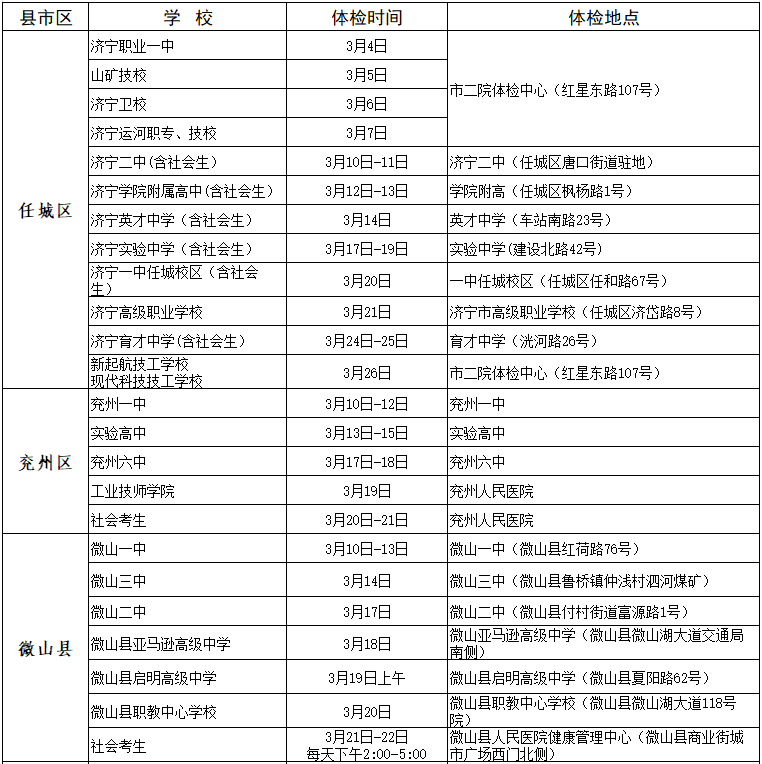 县市区 学 校 体检时间 体检地点
任城区
济宁职业一中 3月4日 市二院体检中心（红星东路107号）
山矿技校 3月5日
济宁卫校 3月6日
济宁运河职专、技校 3月7日
济宁二中(含社会生） 3月10日-11日 济宁二中（任城区唐口街道驻地）
济宁学院附属高中(含社会生） 3月12日-13日 学院附高（任城区枫杨路1号）
济宁英才中学（含社会生） 3月14日 英才中学（车站南路23号）
济宁实验中学（含社会生） 3月17日-19日 实验中学(建设北路42号）
济宁一中任城校区（含社会
生） 3月20日 一中任城校区（任城区任和路67号）
济宁高级职业学校 3月21日 济宁市高级职业学校（任城区济岱路8号）
济宁育才中学(含社会生） 3月24日-25日 育才中学（洸河路26号）
新起航技工学校
现代科技技工学校 3月26日 市二院体检中心（红星东路107号）
兖州区
兖州一中 3月10日-12日 兖州一中
实验高中 3月13日-15日 实验高中
兖州六中 3月17日-18日 兖州六中
工业技师学院 3月19日 兖州人民医院
社会考生 3月20日-21日 兖州人民医院
微山县
微山一中 3月10日-13日 微山一中（微山县红荷路76号）
微山三中 3月14日 微山三中（微山县鲁桥镇仲浅村泗河煤矿）
微山二中 3月17日 微山二中（微山县付村街道富源路1号）
微山县亚马逊高级中学 3月18日 微山亚马逊高级中学（微山县微山湖大道交通局
南侧）
微山县启明高级中学 3月19日上午 微山县启明高级中学（微山县夏阳路62号）
微山县职教中心学校 3月20日 微山县职教中心学校（微山县微山湖大道118号
院）
社会考生 3月21日-22日
每天下午2:00-5:00 微山县人民医院健康管理中心（微山县商业街城
市广场西门北侧）